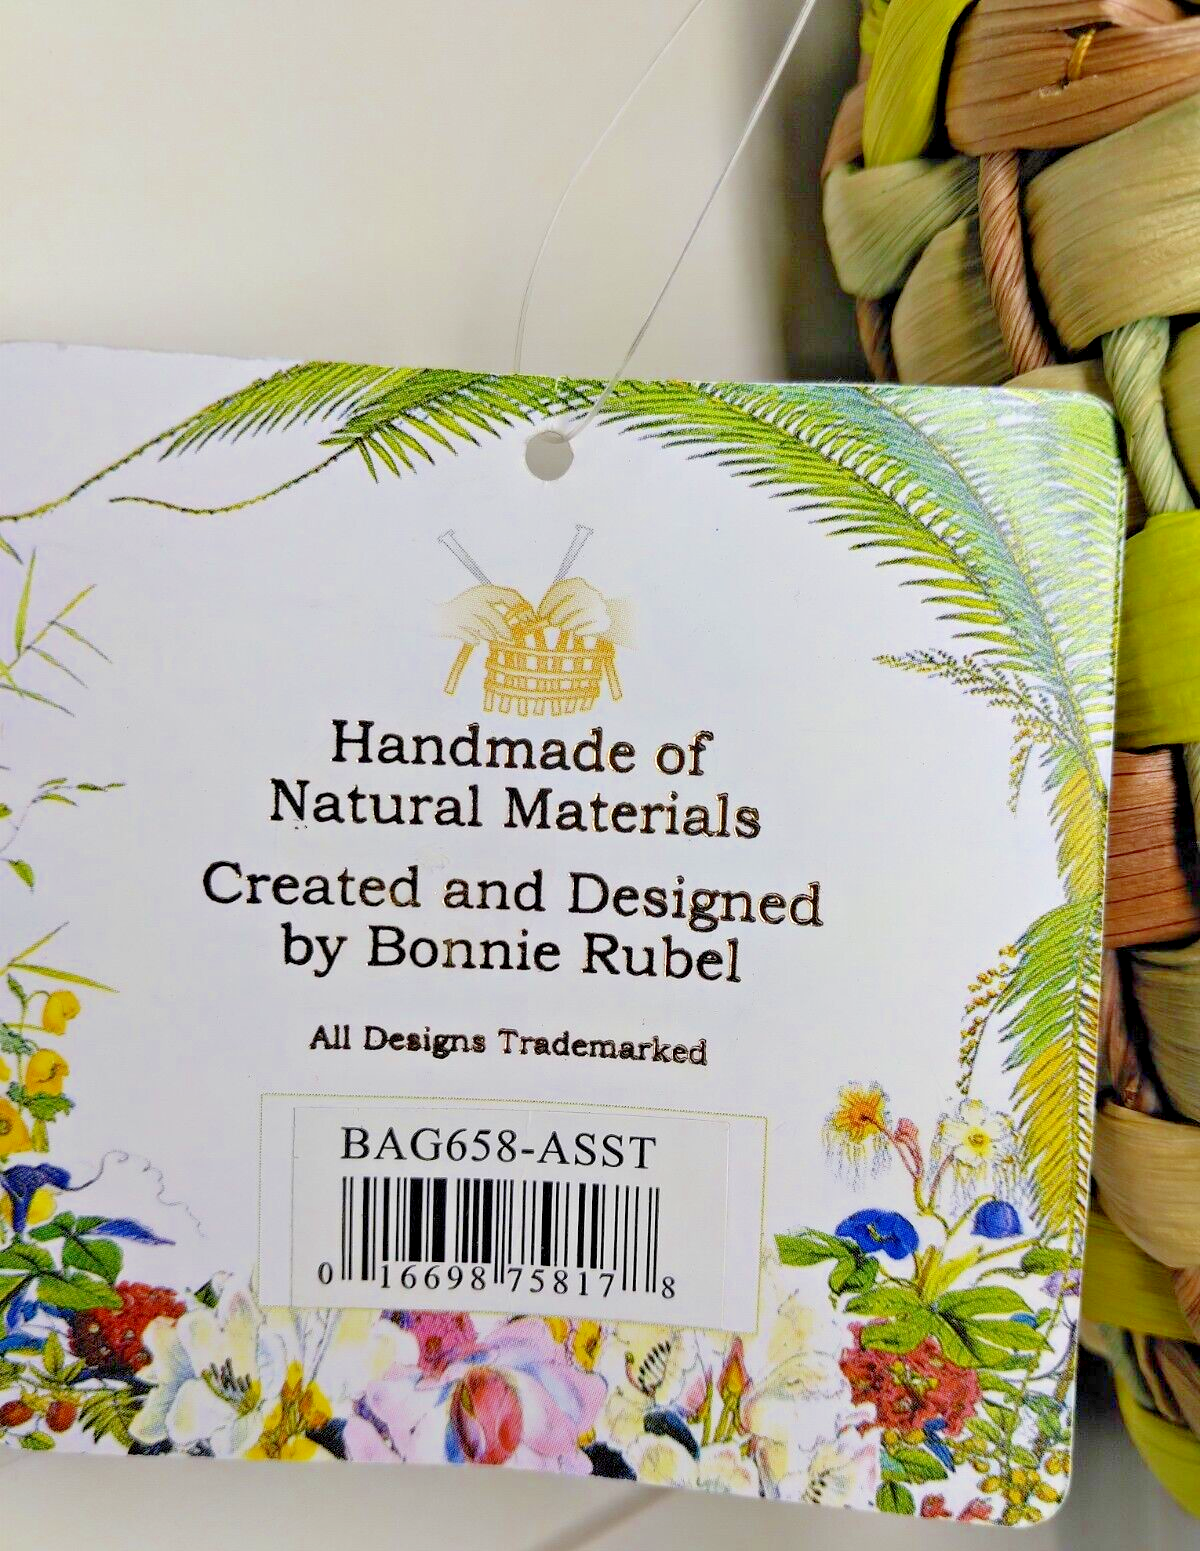 Handmade of
Natural Materials
Created and Designed
by Bonnie Rubel
All Designs Trademarked
BAG658-ASST
0 16698 75817 8